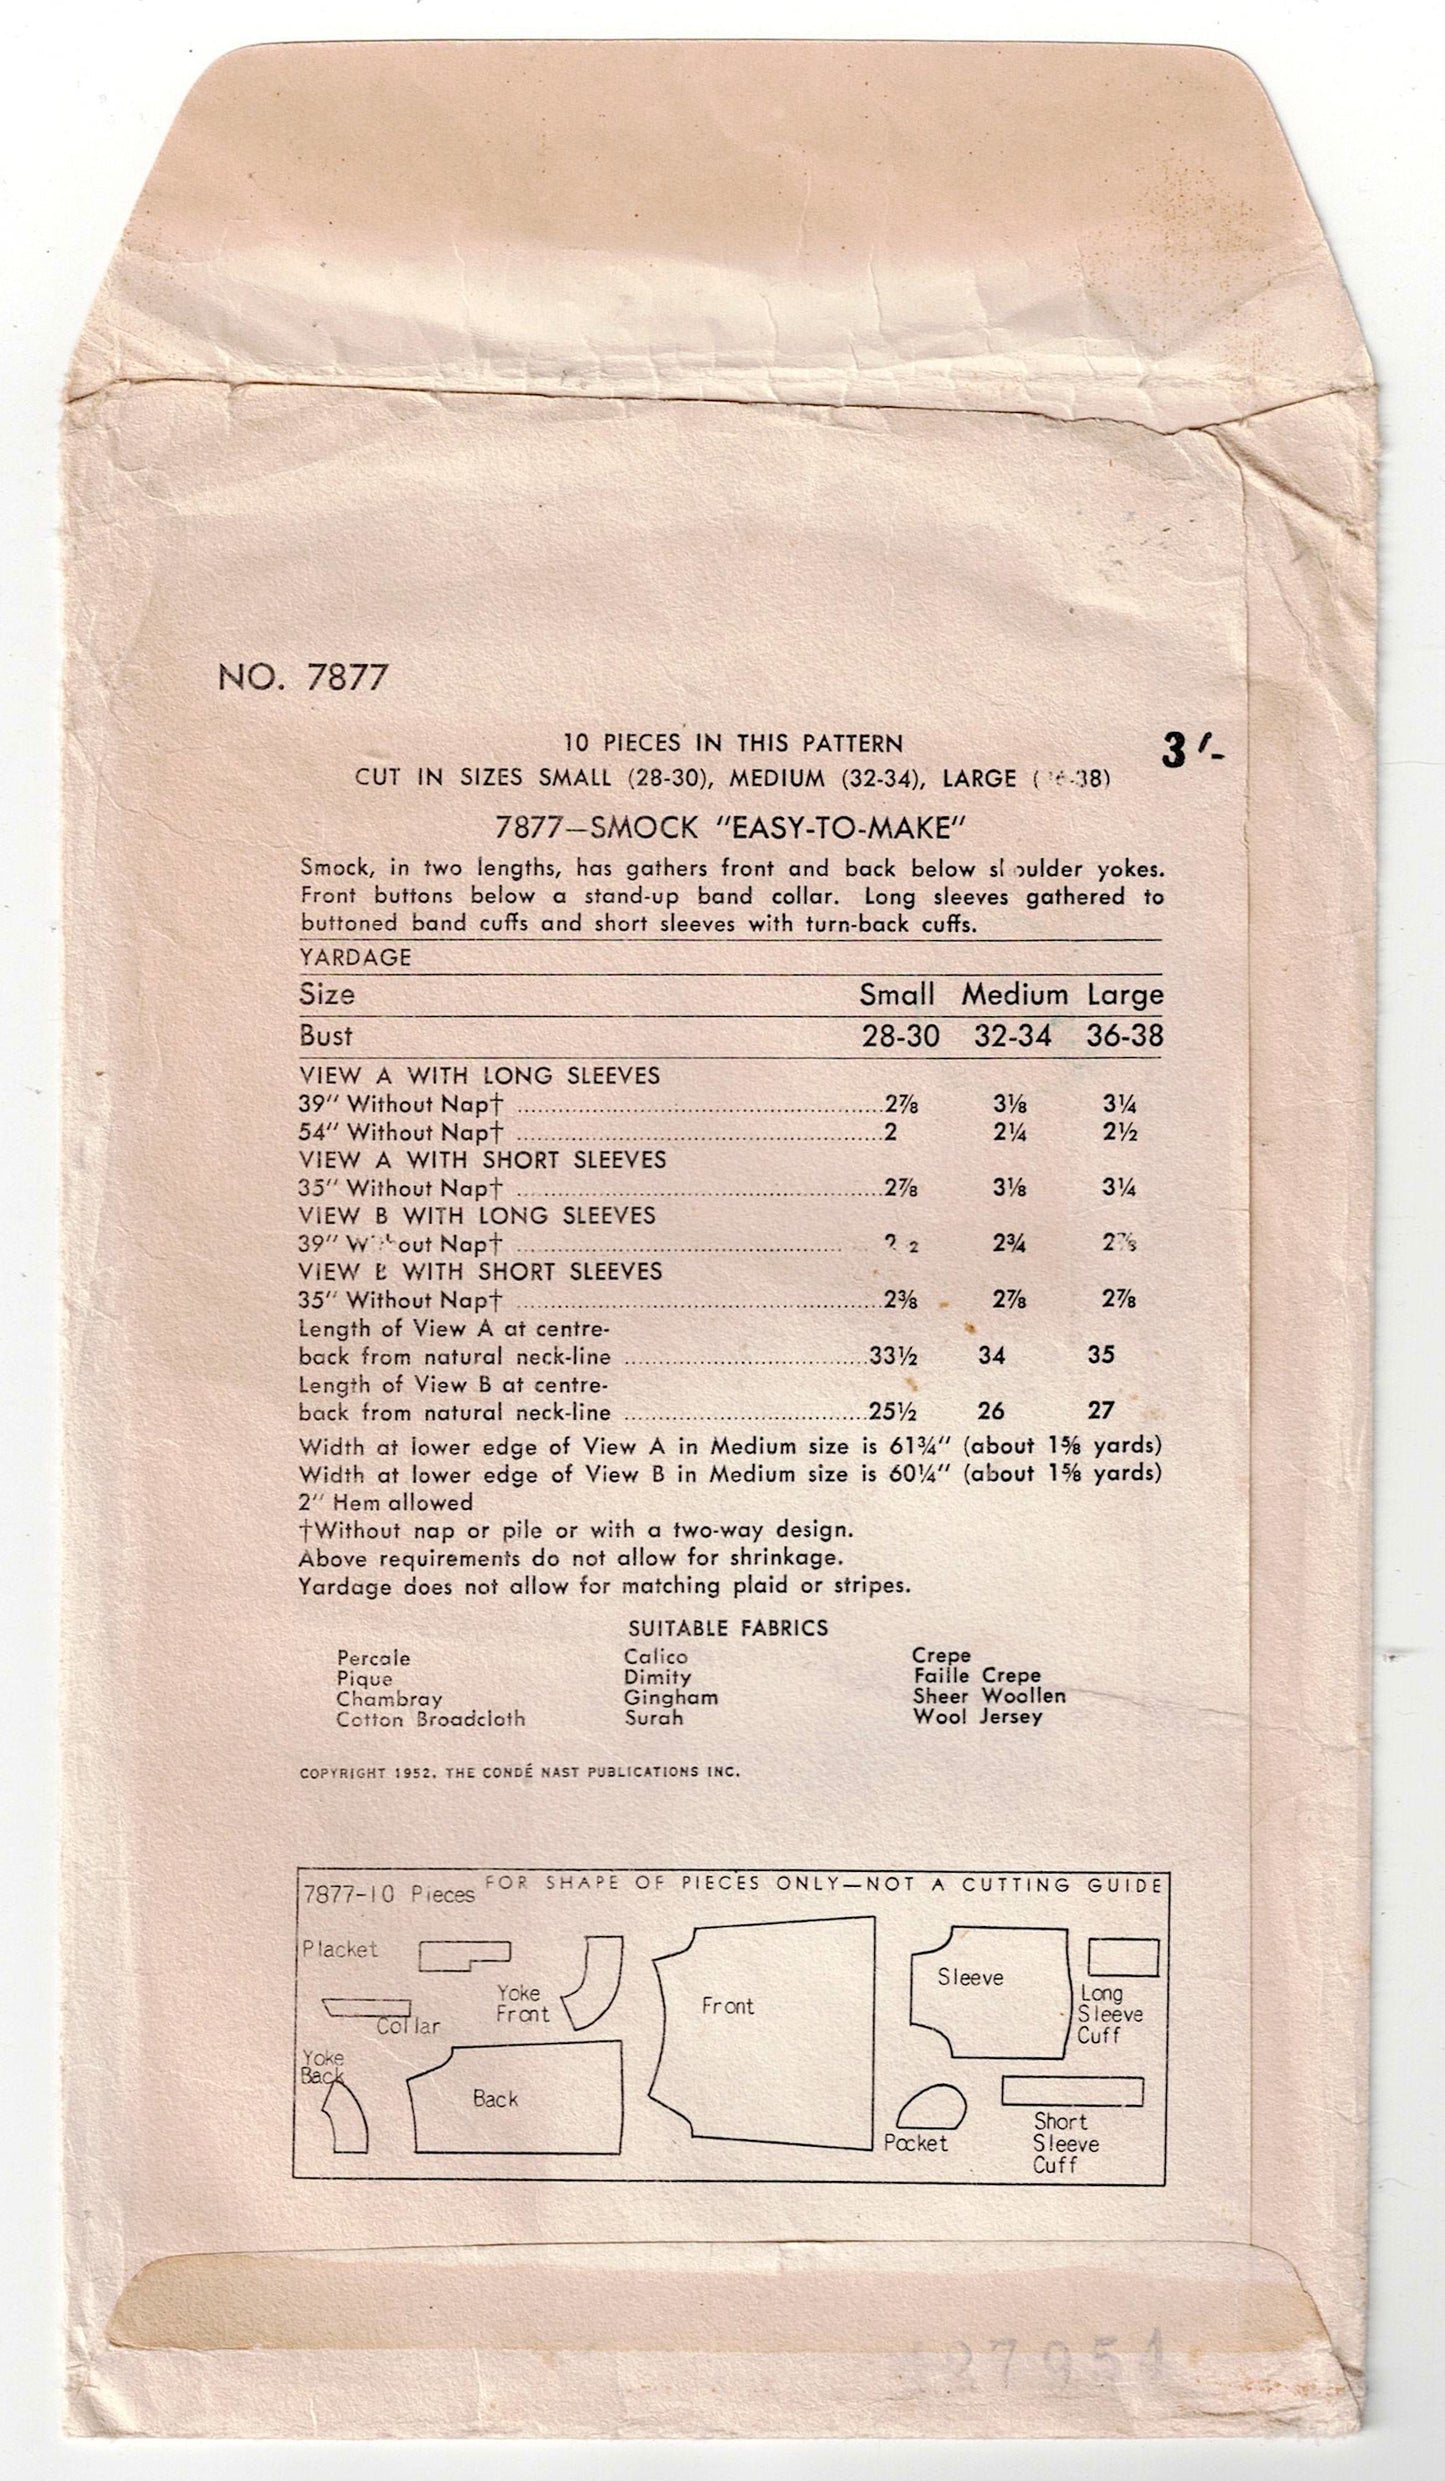 NO. 7877
10 PIECES IN THIS PATTERN
3/-
CUT IN SIZES SMALL (28-30), MEDIUM (32-34), LARGE ( -38)
7877—SMOCK "EASY-TO-MAKE"
Smock, in two lengths, has gathers front and back below shoulder yokes.
Front buttons below a stand-up band collar. Long sleeves gathered to
buttoned band cuffs and short sleeves with turn-back cuffs.
YARDAGE
Size Small Medium Large
Bust 28-30 32-34 36-38
VIEW A WITH LONG SLEEVES
39" Without Nap† 2⅞ 3⅛ 3¼
54" Without Nap† 2 2¼ 2½
VIEW A WITH SHORT SLEEVES
35" Without Nap† 2⅞ 3⅛ 3¼
VIEW B WITH LONG SLEEVES
39" Without Nap† 2¾ 2⅞
VIEW B WITH SHORT SLEEVES
35" Without Nap† 2⅜ 2⅞ 2⅞
Length of View A at centre-
back from natural neck-line 33½ 34 35
Length of View B at centre-
back from natural neck-line 25½ 26 27
Width at lower edge of View A in Medium size is 61¾" (about 1⅝ yards)
Width at lower edge of View B in Medium size is 60¼" (about 1⅝ yards)
2" Hem allowed
†Without nap or pile or with a two-way design.
Above requirements do not allow for shrinkage.
Yardage does not allow for matching plaid or stripes.
SUITABLE FABRICS
Percale Calico Crepe
Pique Dimity Faille Crepe
Chambray Gingham Sheer Woollen
Cotton Broadcloth Surah Wool Jersey
COPYRIGHT 1952, THE CONDÉ NAST PUBLICATIONS INC.
7877-10 Pieces FOR SHAPE OF PIECES ONLY—NOT A CUTTING GUIDE
Placket
Collar
Yoke
Front
Yoke
Back
Back
Front
Sleeve
Long
Sleeve
Cuff
Pocket
Short
Sleeve
Cuff